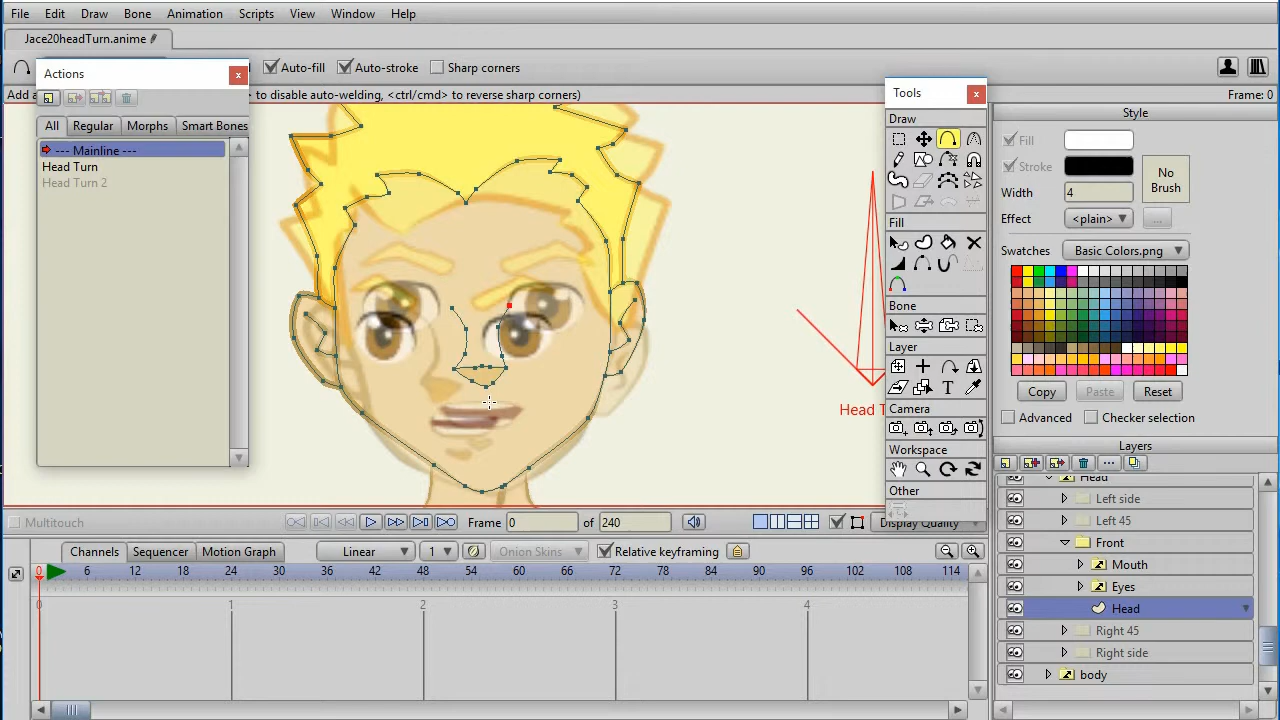 File Edit Draw Bone Animation Scripts View Window Help
Jace20headTurn.anime
Auto-fill Auto-stroke Sharp corners
Actions
Add a to disable auto-welding, <ctrl/cmd> to reverse sharp corners) Frame: 0
All Regular Morphs Smart Bones
--- Mainline ---
Head Turn
Head Turn 2
Head T
Tools
Draw
Fill
Bone
Layer
Camera
Workspace
Other
Style
Fill
Stroke
No Brush
Width 4
Effect <plain> ...
Swatches Basic Colors.png
Copy Paste Reset
Advanced Checker selection
Layers
Head
Left side
Left 45
Front
Mouth
Eyes
Head
Right 45
Right side
body
Multitouch Frame 0 of 240 Display Quality
Channels Sequencer Motion Graph Linear 1 Onion Skins Relative keyframing
0 6 12 18 24 30 36 42 48 54 60 66 72 78 84 90 96 102 108 114
0 1 2 3 4